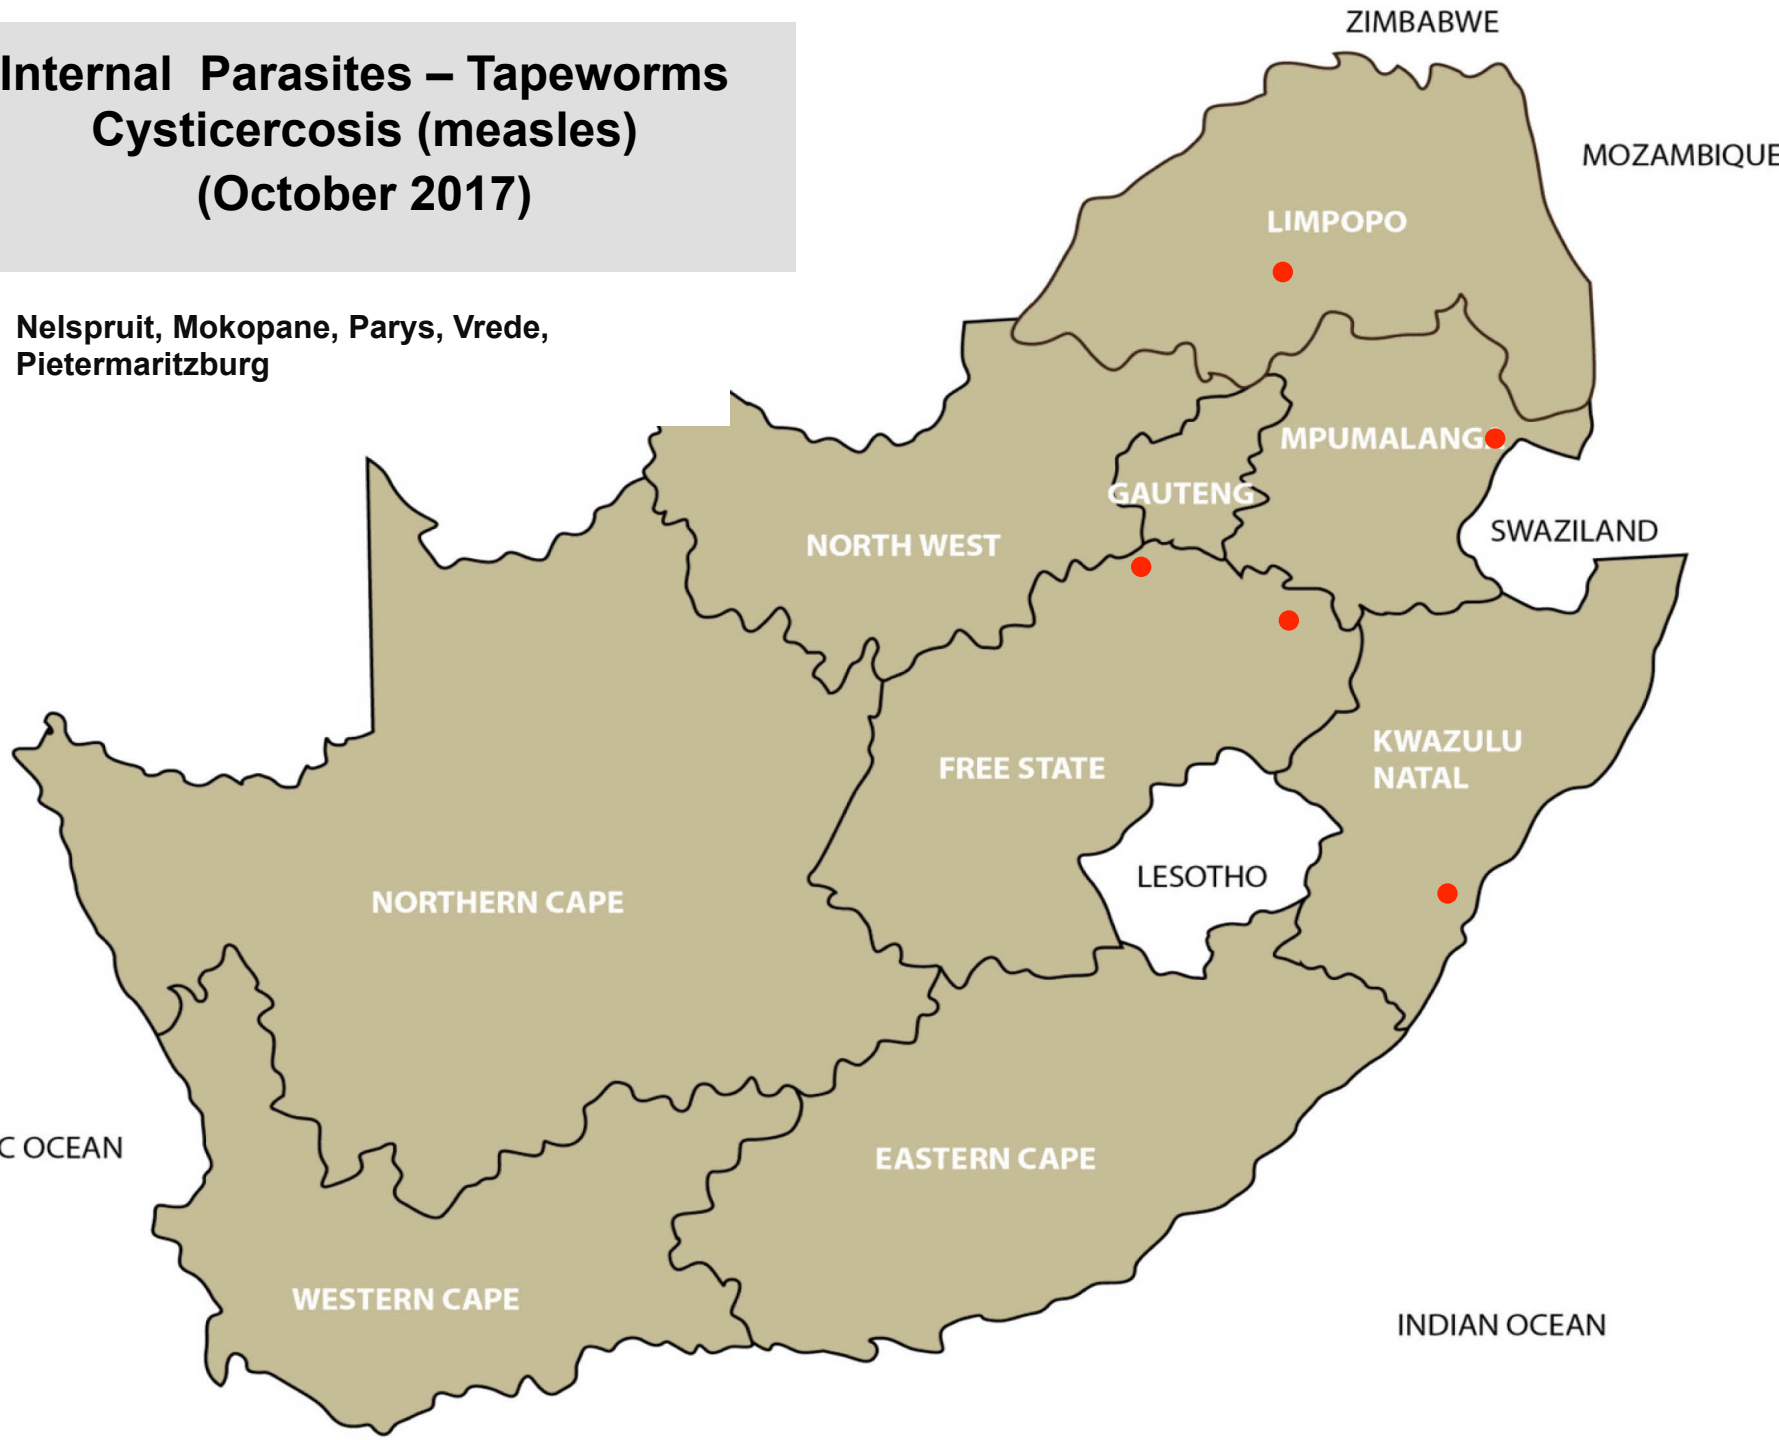 ZIMBABWE
Internal Parasites – Tapeworms
Cysticercosis (measles)
(October 2017)
MOZAMBIQUE
LIMPOPO
Nelspruit, Mokopane, Parys, Vrede,
Pietermaritzburg
MPUMALANG
GAUTENG
SWAZILAND
NORTH WEST
KWAZULU
NATAL
FREE STATE
LESOTHO
NORTHERN CAPE
C OCEAN
EASTERN CAPE
WESTERN CAPE
INDIAN OCEAN